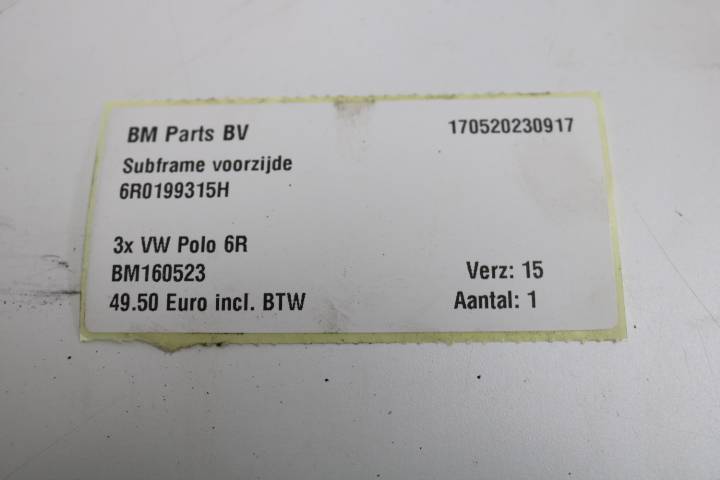 BM Parts BV 170520230917
Subframe voorzijde
6R0199315H
3x VW Polo 6R
BM160523 Verz: 15
49.50 Euro incl. BTW Aantal: 1